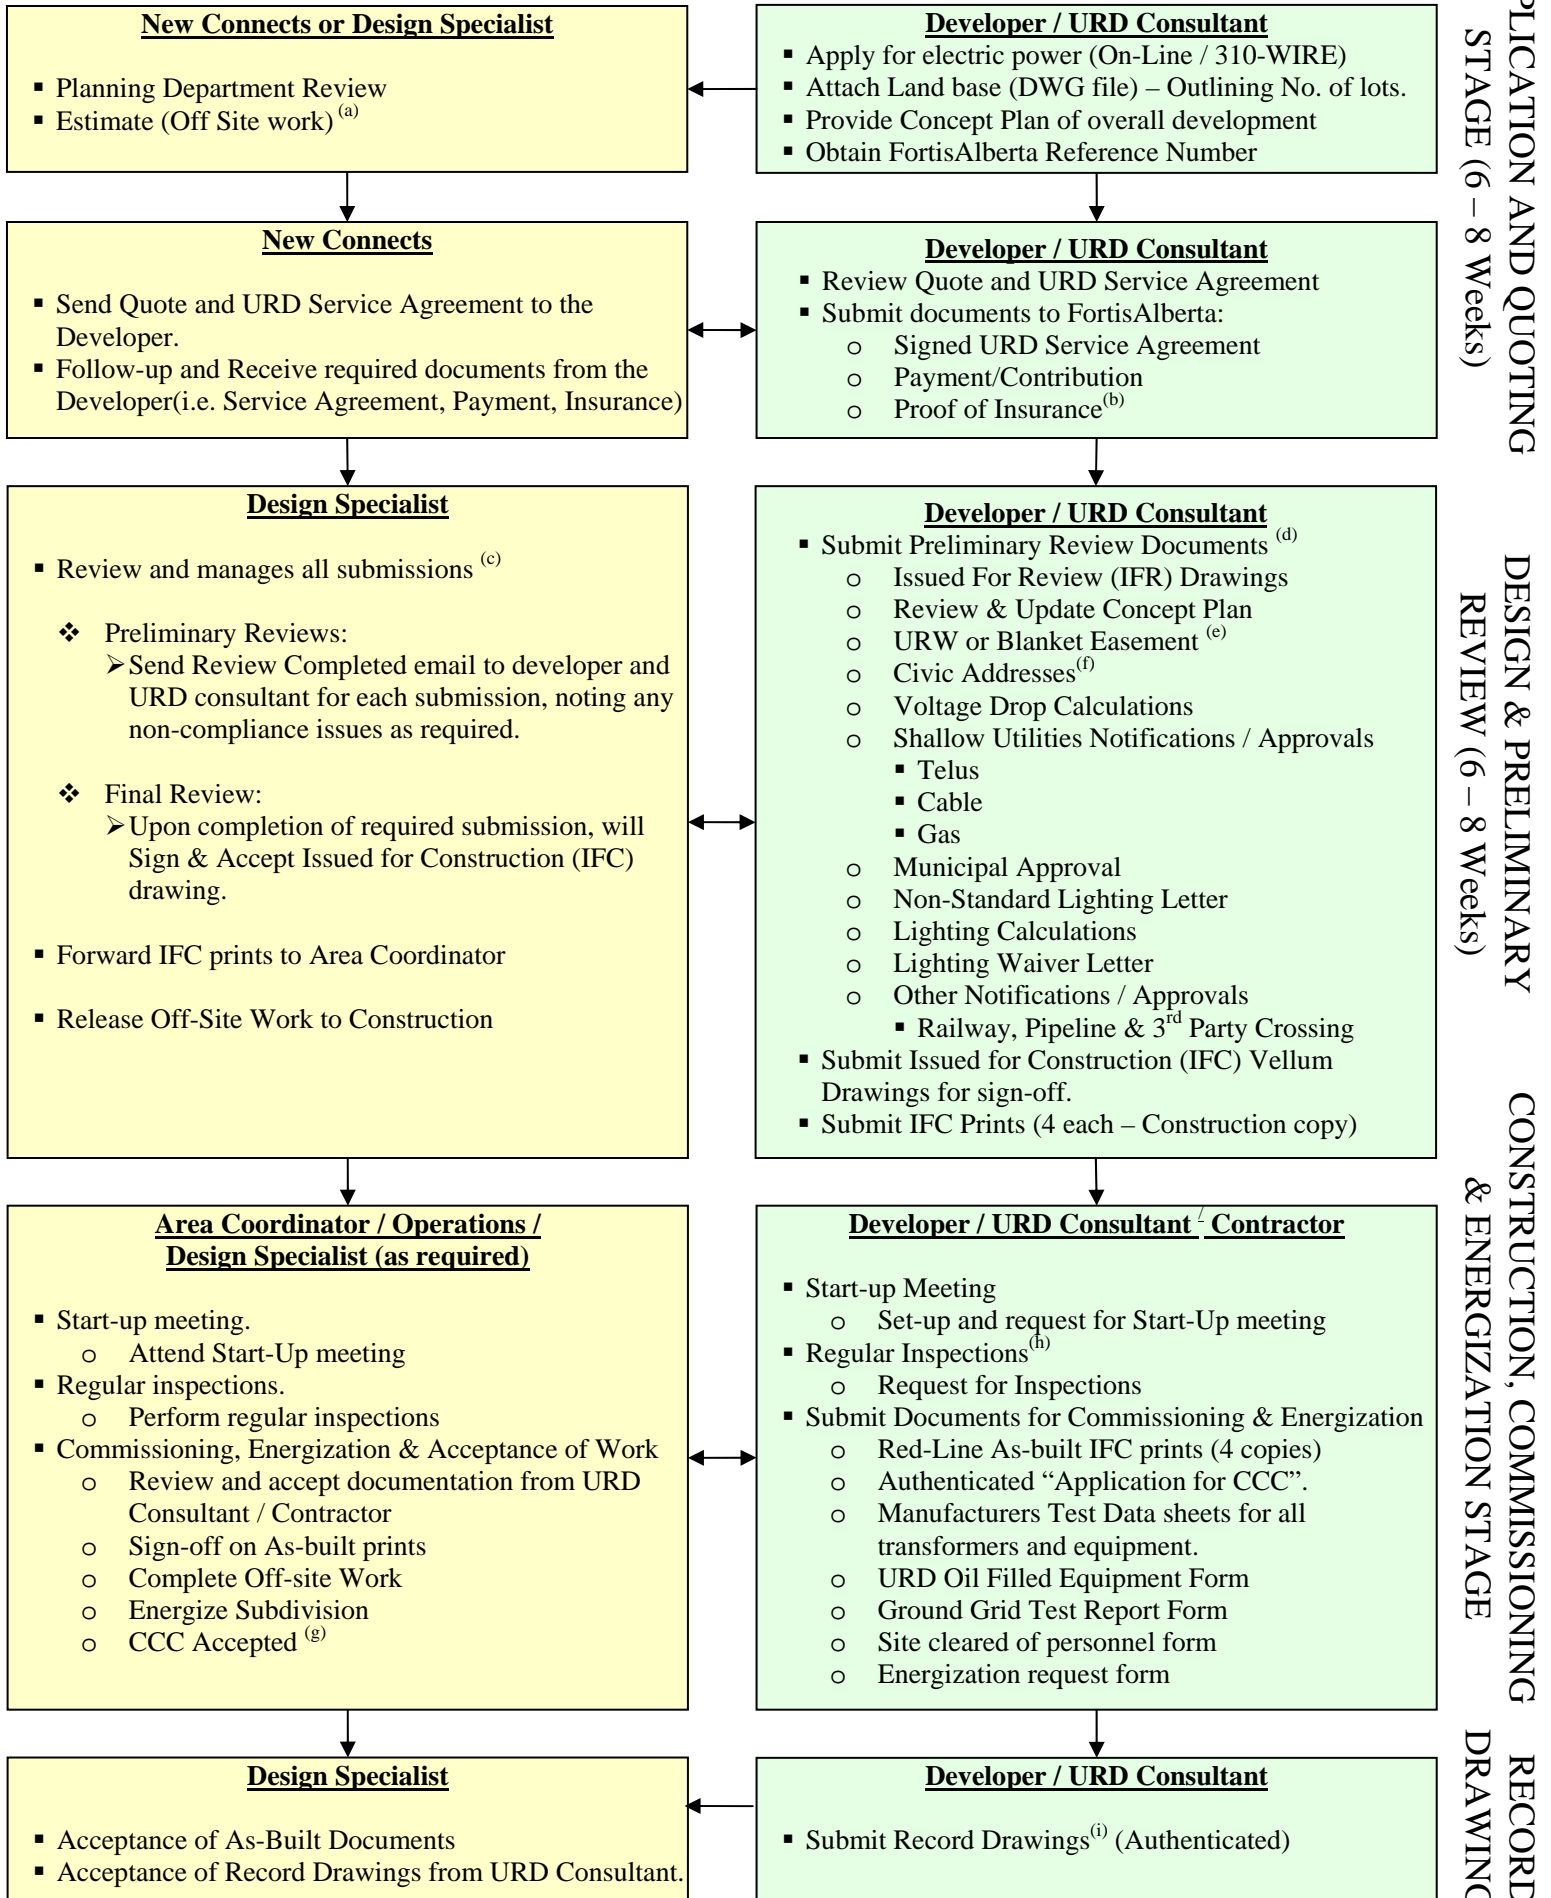 New Connects or Design Specialist
▪ Planning Department Review
▪ Estimate (Off Site work) (a)
Developer / URD Consultant
▪ Apply for electric power (On-Line / 310-WIRE)
▪ Attach Land base (DWG file) – Outlining No. of lots.
▪ Provide Concept Plan of overall development
▪ Obtain FortisAlberta Reference Number
PLICATION AND QUOTING
STAGE (6 – 8 Weeks)
New Connects
▪ Send Quote and URD Service Agreement to the
Developer.
▪ Follow-up and Receive required documents from the
Developer(i.e. Service Agreement, Payment, Insurance)
Developer / URD Consultant
▪ Review Quote and URD Service Agreement
▪ Submit documents to FortisAlberta:
o Signed URD Service Agreement
o Payment/Contribution
o Proof of Insurance(b)
Design Specialist
▪ Review and manages all submissions (c)
❖ Preliminary Reviews:
➢Send Review Completed email to developer and
URD consultant for each submission, noting any
non-compliance issues as required.
❖ Final Review:
➢Upon completion of required submission, will
Sign & Accept Issued for Construction (IFC)
drawing.
▪ Forward IFC prints to Area Coordinator
▪ Release Off-Site Work to Construction
Developer / URD Consultant
▪ Submit Preliminary Review Documents (d)
o Issued For Review (IFR) Drawings
o Review & Update Concept Plan
o URW or Blanket Easement (e)
o Civic Addresses(f)
o Voltage Drop Calculations
o Shallow Utilities Notifications / Approvals
▪ Telus
▪ Cable
▪ Gas
o Municipal Approval
o Non-Standard Lighting Letter
o Lighting Calculations
o Lighting Waiver Letter
o Other Notifications / Approvals
▪ Railway, Pipeline & 3rd Party Crossing
▪ Submit Issued for Construction (IFC) Vellum
Drawings for sign-off.
▪ Submit IFC Prints (4 each – Construction copy)
DESIGN & PRELIMINARY
REVIEW (6 – 8 Weeks)
Area Coordinator / Operations /
Design Specialist (as required)
▪ Start-up meeting.
o Attend Start-Up meeting
▪ Regular inspections.
o Perform regular inspections
▪ Commissioning, Energization & Acceptance of Work
o Review and accept documentation from URD
Consultant / Contractor
o Sign-off on As-built prints
o Complete Off-site Work
o Energize Subdivision
o CCC Accepted (g)
Developer / URD Consultant / Contractor
▪ Start-up Meeting
o Set-up and request for Start-Up meeting
▪ Regular Inspections(h)
o Request for Inspections
▪ Submit Documents for Commissioning & Energization
o Red-Line As-built IFC prints (4 copies)
o Authenticated “Application for CCC”.
o Manufacturers Test Data sheets for all
transformers and equipment.
o URD Oil Filled Equipment Form
o Ground Grid Test Report Form
o Site cleared of personnel form
o Energization request form
CONSTRUCTION, COMMISSIONING
& ENERGIZATION STAGE
Design Specialist
▪ Acceptance of As-Built Documents
▪ Acceptance of Record Drawings from URD Consultant.
Developer / URD Consultant
▪ Submit Record Drawings(i) (Authenticated)
RECORD
DRAWING